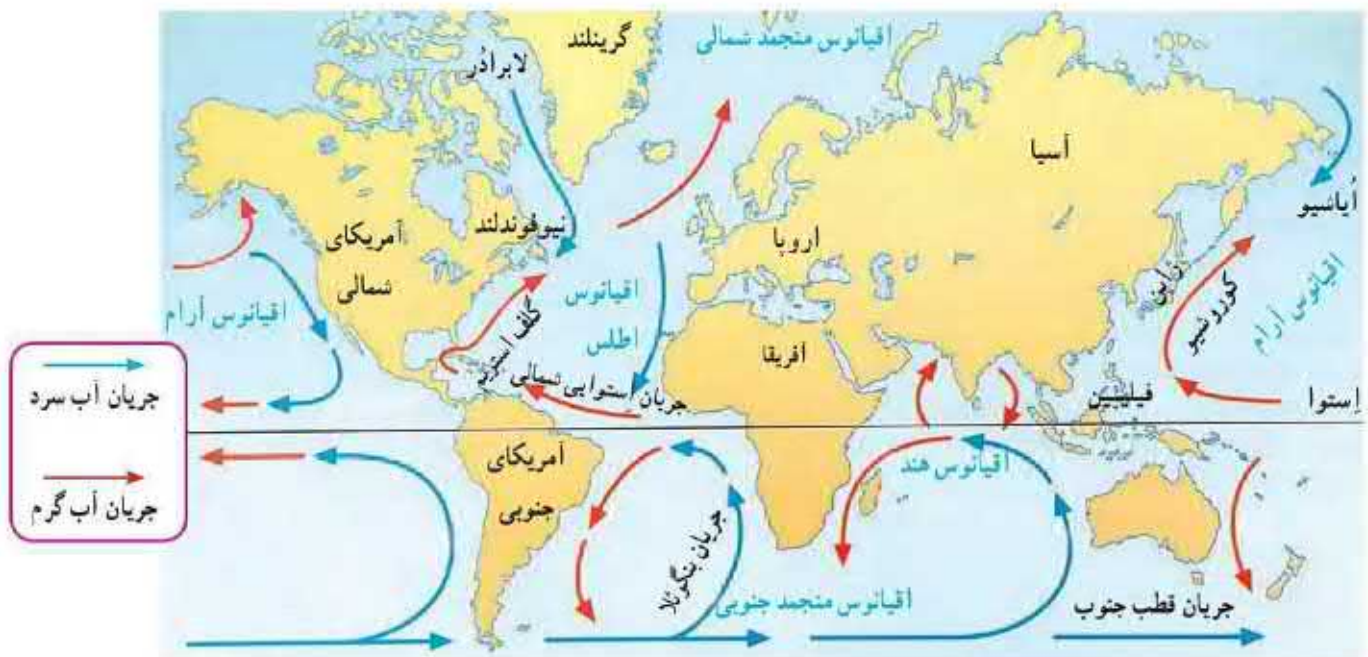 اقیانوس منجمد شمالی
گرینلند
لابرادُر
آسیا
اُیاشیو
نیوفوندلند
آمریکای
شمالی
اروپا
اقیانوس آرام
ژاپن
کوروشیو
اقیانوس آرام
اقیانوس
اطلس
گلف استریم
آفریقا
جریان استوایی شمالی
فیلیپین
اِستوا
جریان آب سرد
جریان آب گرم
آمریکای
جنوبی
اقیانوس هند
جریان بنگوئلا
اقیانوس منجمد جنوبی
جریان قطب جنوب